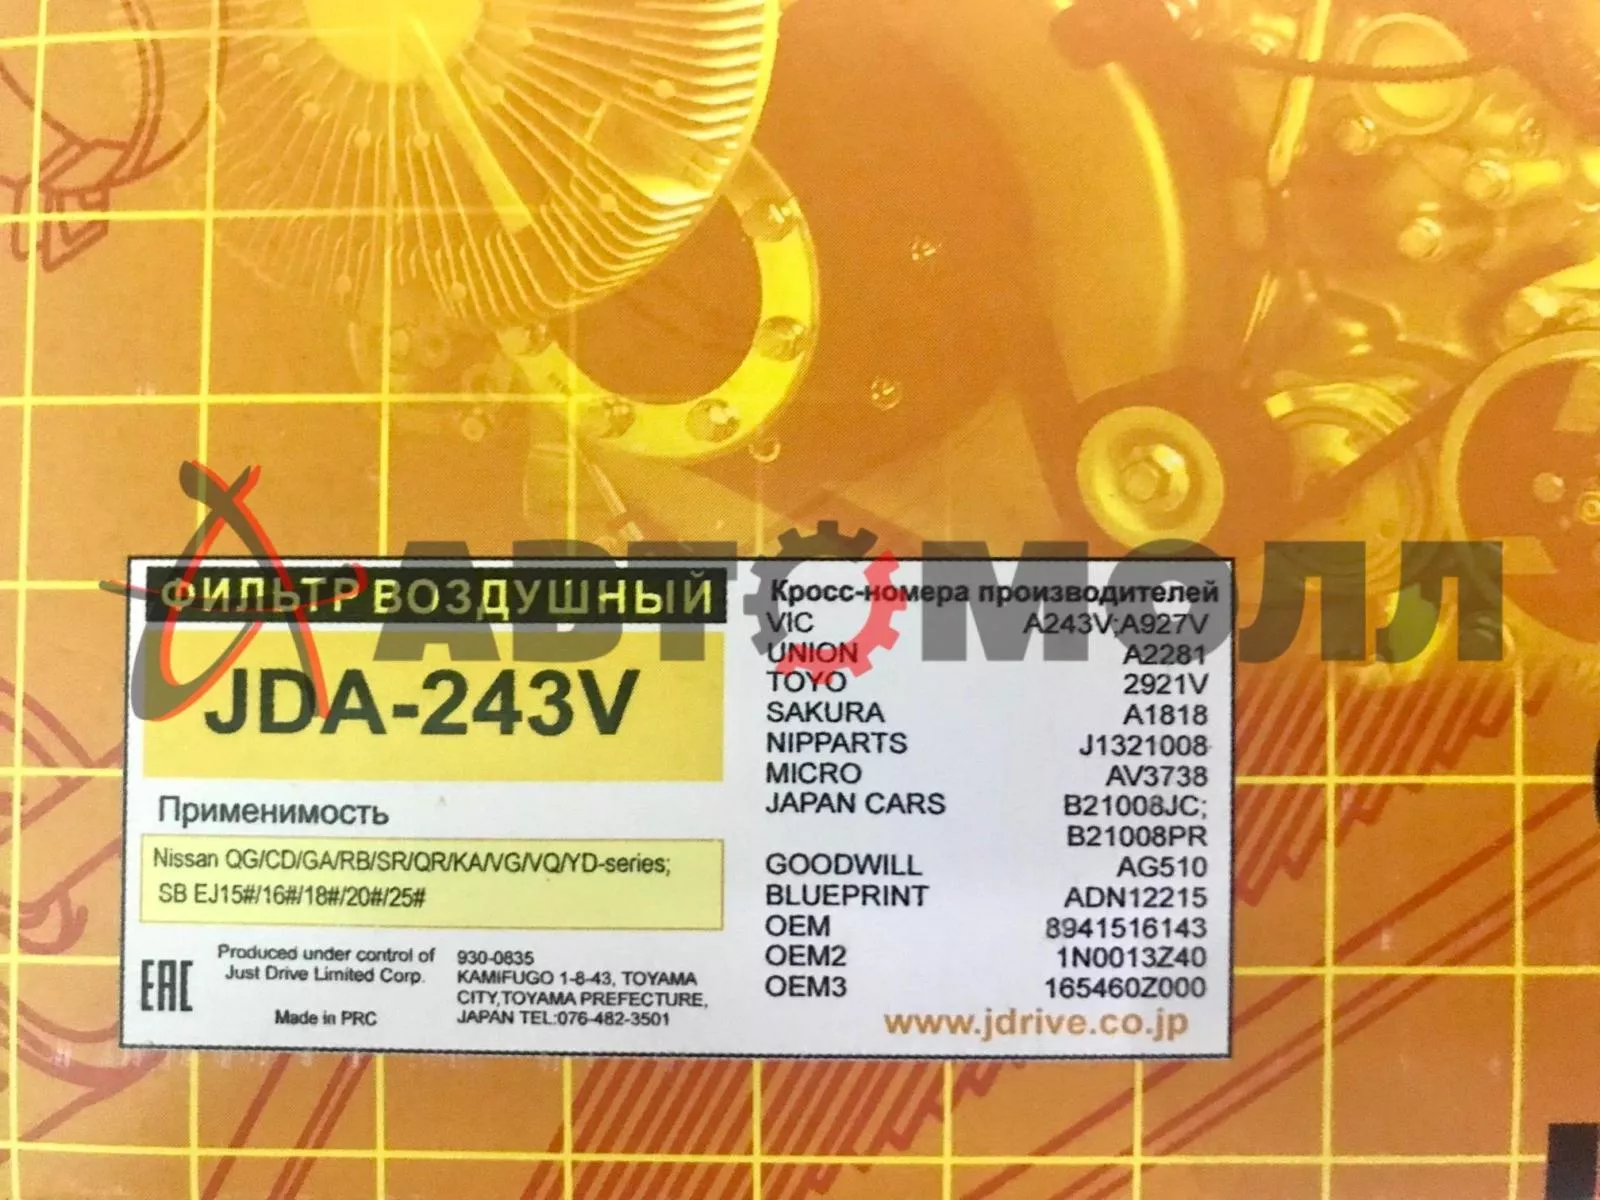 АВТОМОЛЛ
ФИЛЬТР ВОЗДУШНЫЙ
JDA-243V
Применимость
Nissan QG/CD/GA/RB/SR/QR/KA/VG/VQ/YD-series;
SB EJ15#/16#/18#/20#/25#
EAC
Produced under control of
Just Drive Limited Corp.
Made in PRC
930-0835
KAMIFUGO 1-8-43, TOYAMA
CITY,TOYAMA PREFECTURE,
JAPAN TEL:076-482-3501
Кросс-номера производителей
VIC A243V;A927V
UNION A2281
TOYO 2921V
SAKURA A1818
NIPPARTS J1321008
MICRO AV3738
JAPAN CARS B21008JC;
B21008PR
GOODWILL AG510
BLUEPRINT ADN12215
OEM 8941516143
OEM2 1N0013Z40
OEM3 165460Z000
www.jdrive.co.jp